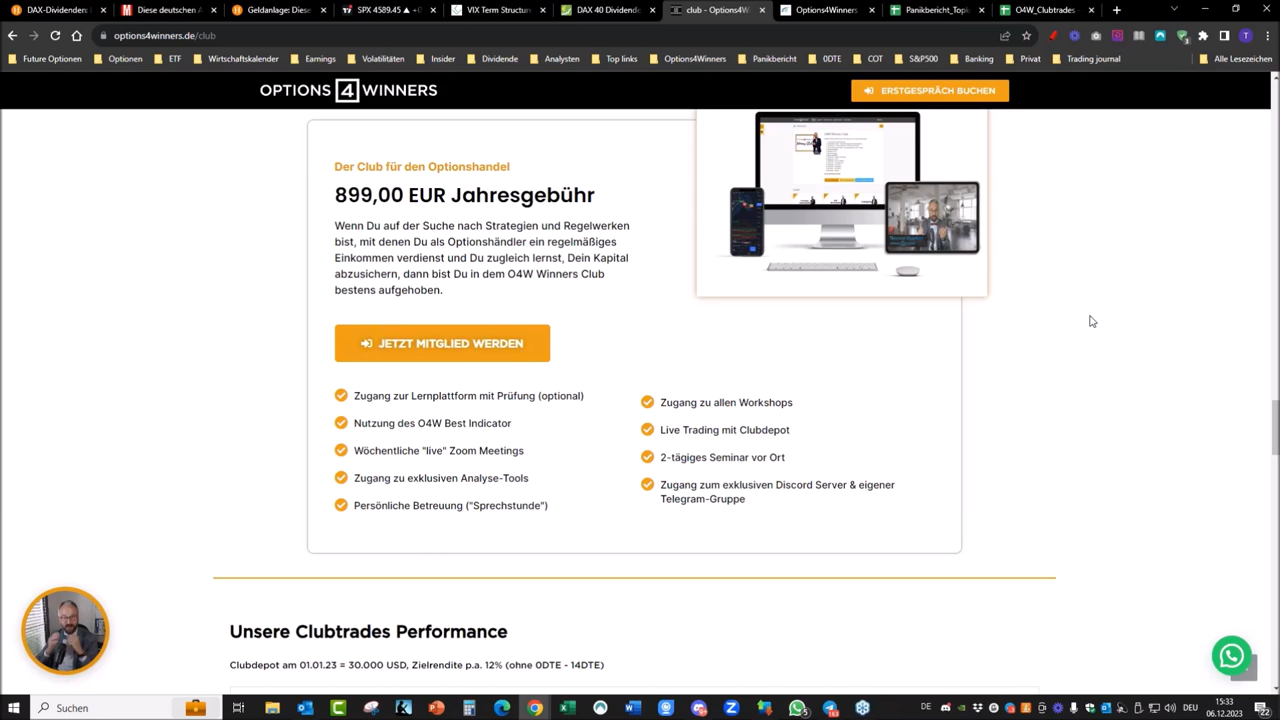 DAX-Dividenden:
Diese deutschen A
Geldanlage: Diese
SPX 4589.45 ▲ +0
VIX Term Structur
DAX 40 Dividende
club - Options4W
Options4Winners
Panikbericht_Topl
O4W_Clubtrades
options4winners.de/club
Future Optionen
Optionen
ETF
Wirtschaftskalender
Earnings
Volatilitäten
Insider
Dividende
Analysten
Top links
Options4Winners
Panikbericht
0DTE
COT
S&P500
Banking
Privat
Trading journal
Alle Lesezeichen
OPTIONS 4 WINNERS
ERSTGESPRÄCH BUCHEN
Der Club für den Optionshandel
899,00 EUR Jahresgebühr
Wenn Du auf der Suche nach Strategien und Regelwerken
bist, mit denen Du als Optionshändler ein regelmäßiges
Einkommen verdienst und Du zugleich lernst, Dein Kapital
abzusichern, dann bist Du in dem O4W Winners Club
bestens aufgehoben.
JETZT MITGLIED WERDEN
Zugang zur Lernplattform mit Prüfung (optional)
Nutzung des O4W Best Indicator
Wöchentliche "live" Zoom Meetings
Zugang zu exklusiven Analyse-Tools
Persönliche Betreuung ("Sprechstunde")
Zugang zu allen Workshops
Live Trading mit Clubdepot
2-tägiges Seminar vor Ort
Zugang zum exklusiven Discord Server & eigener
Telegram-Gruppe
Unsere Clubtrades Performance
Clubdepot am 01.01.23 = 30.000 USD, Zielrendite p.a. 12% (ohne 0DTE - 14DTE)
Suchen
DE
15:33
06.12.2023
22